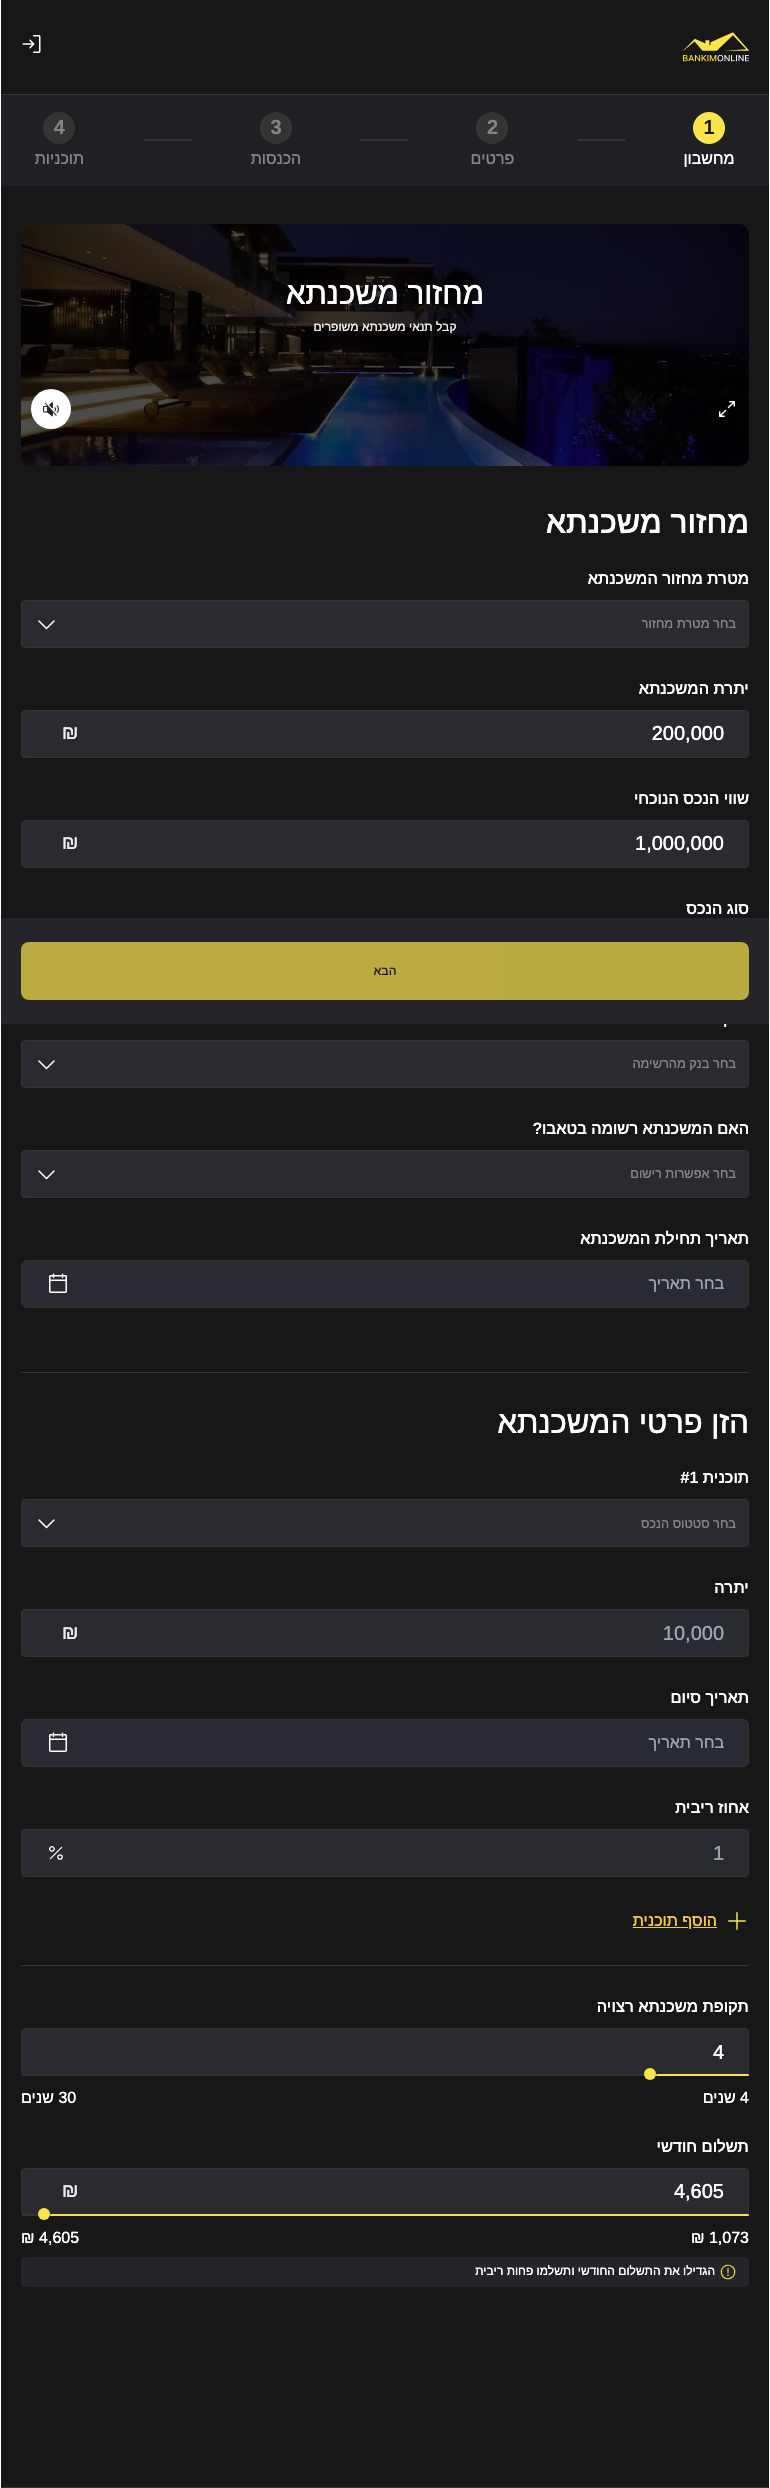 BANKIMONLINE
1
2
3
4
מחשבון
פרטים
הכנסות
תוכניות
מחזור משכנתא
קבל תנאי משכנתא משופרים
מחזור משכנתא
מטרת מחזור המשכנתא
בחר מטרת מחזור
יתרת המשכנתא
200,000 ₪
שווי הנכס הנוכחי
1,000,000 ₪
סוג הנכס
הבא
בחר בנק מהרשימה
האם המשכנתא רשומה בטאבו?
בחר אפשרות רישום
תאריך תחילת המשכנתא
בחר תאריך
הזן פרטי המשכנתא
תוכנית #1
בחר סטטוס הנכס
יתרה
10,000 ₪
תאריך סיום
בחר תאריך
אחוז ריבית
1 %
הוסף תוכנית
תקופת משכנתא רצויה
4
4 שנים
30 שנים
תשלום חודשי
4,605 ₪
1,073 ₪
4,605 ₪
הגדילו את התשלום החודשי ותשלמו פחות ריבית